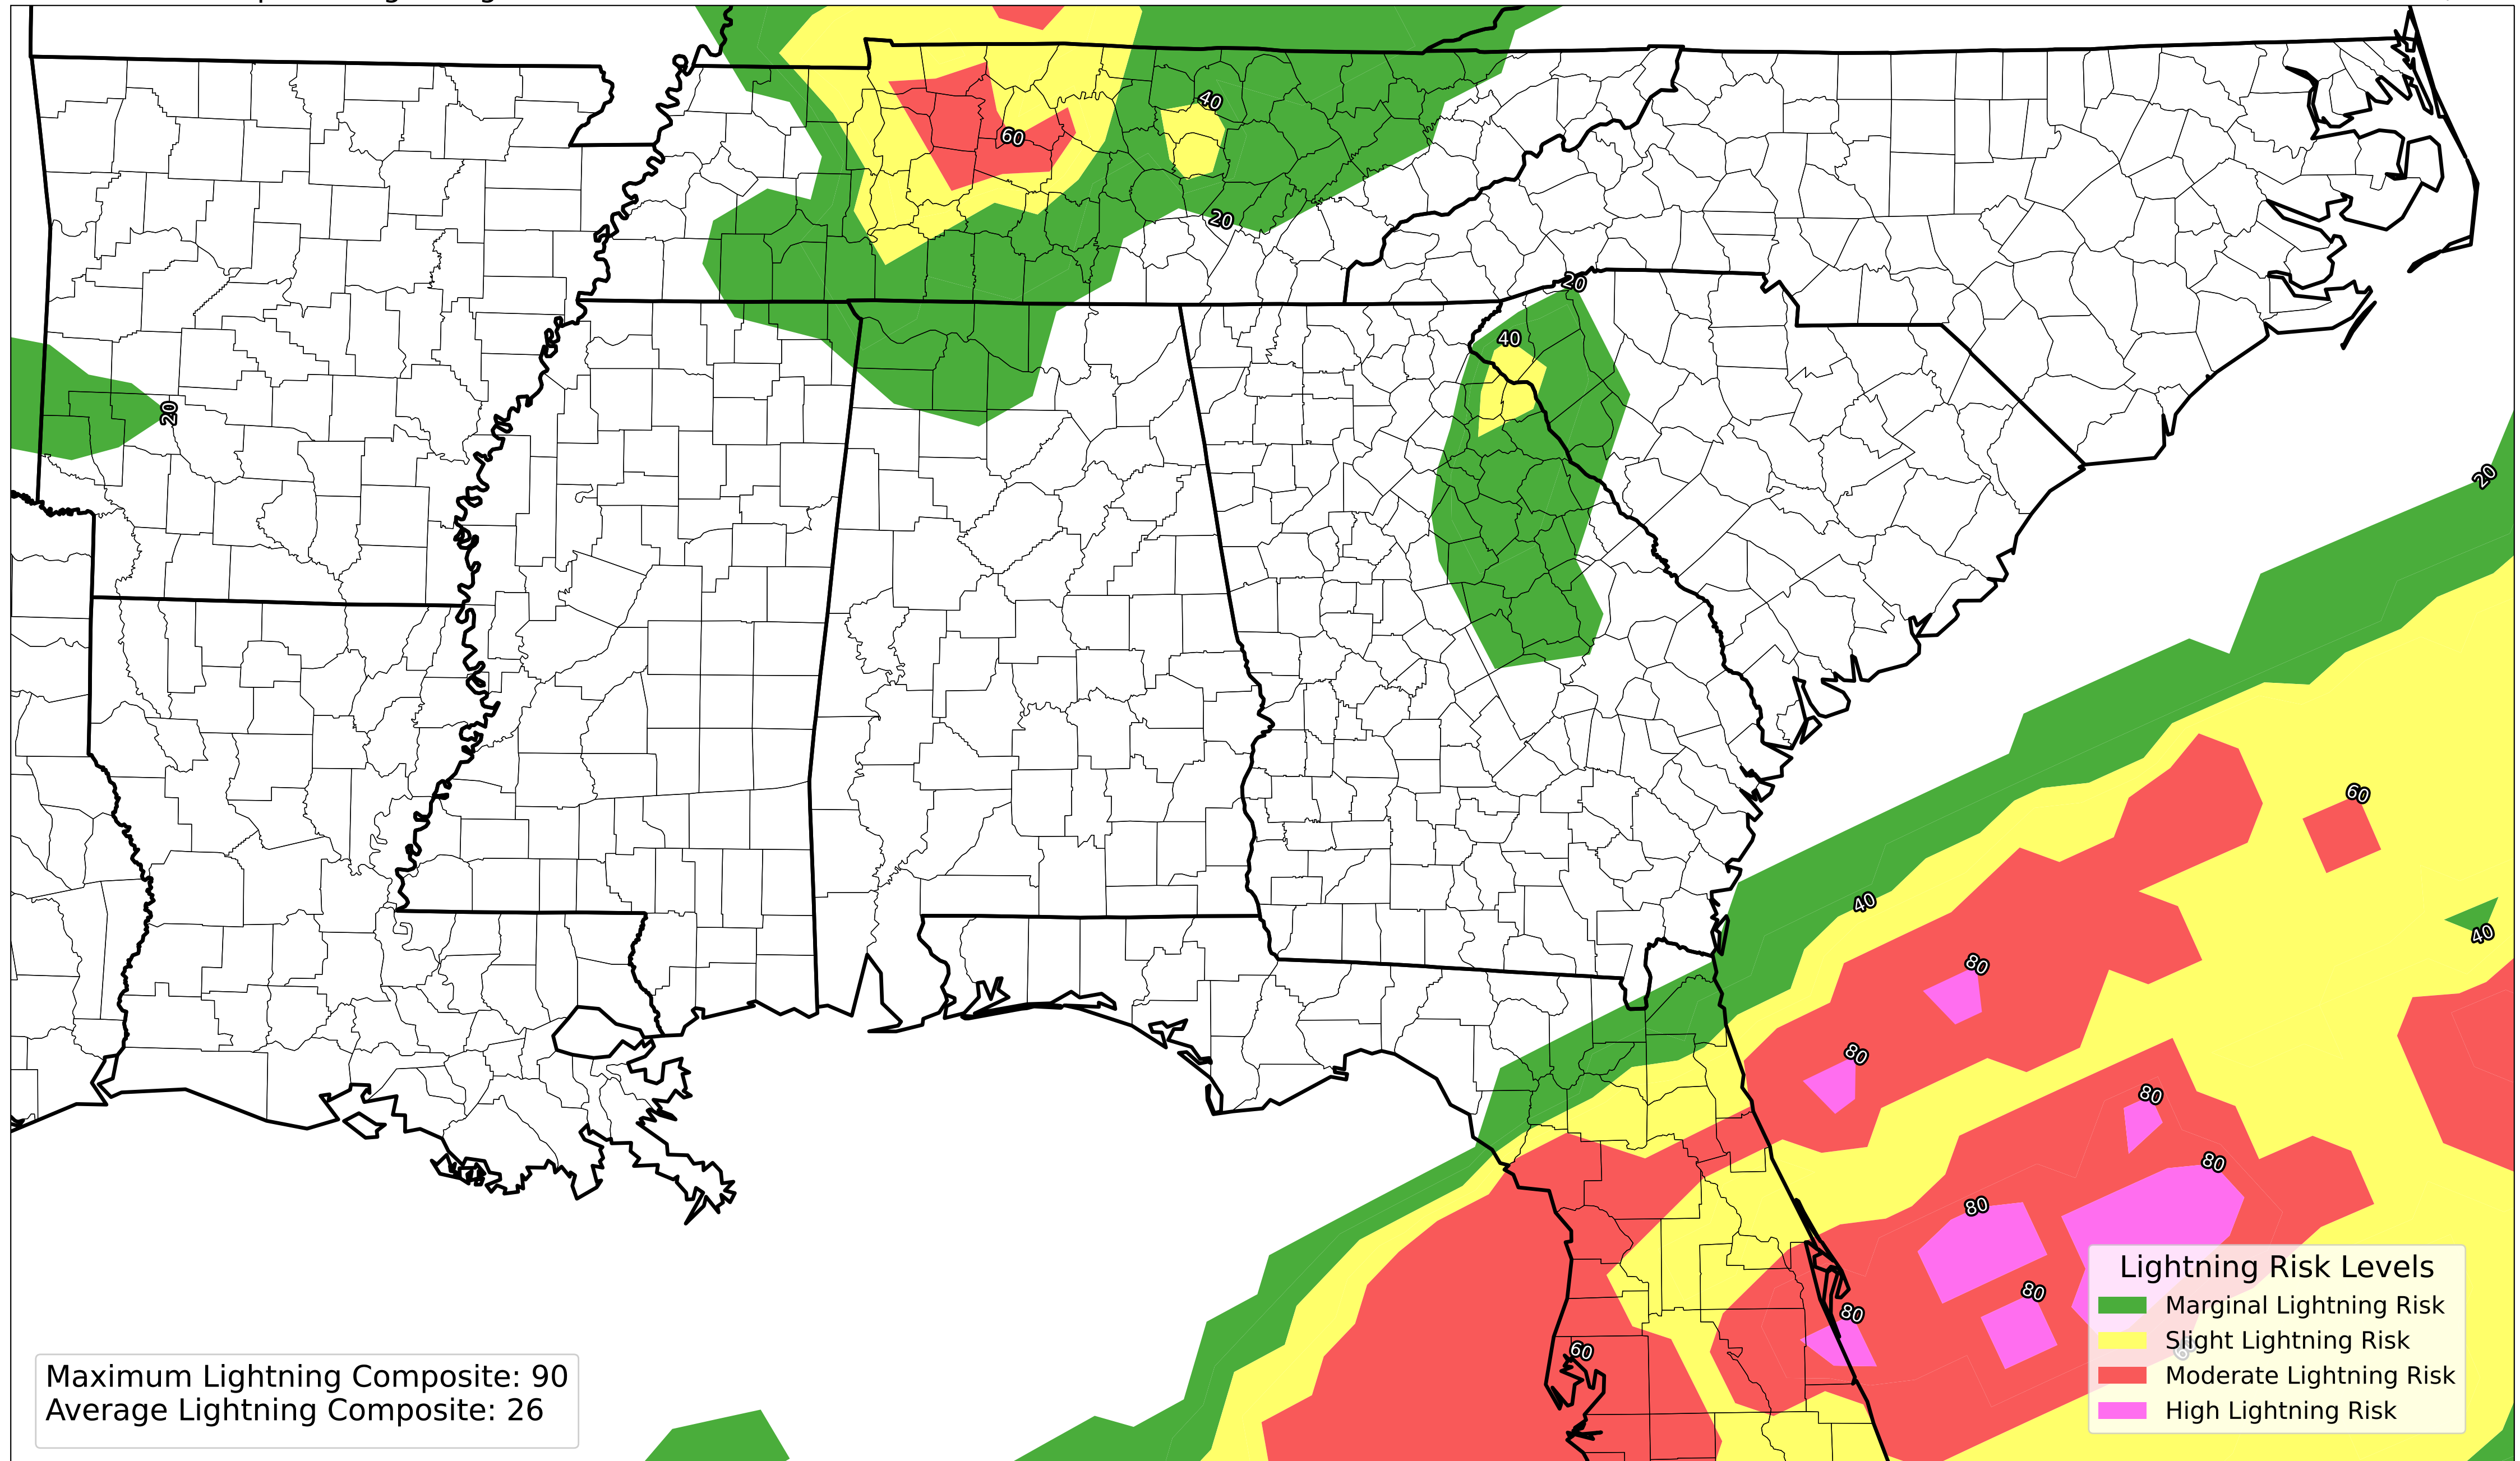 40
60
20
20
40
20
20
60
40
40
80
80
80
80
80
80
80
60
Lightning Risk Levels
Marginal Lightning Risk
Slight Lightning Risk
Moderate Lightning Risk
High Lightning Risk
Maximum Lightning Composite: 90
Average Lightning Composite: 26